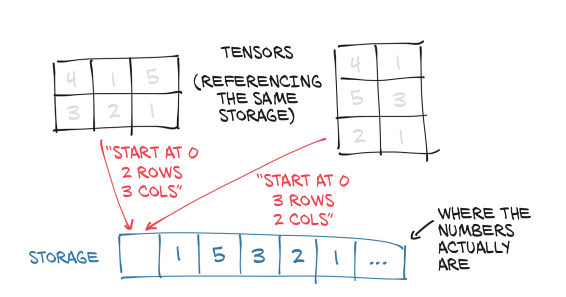 TENSORS
(REFERENCING
THE SAME
STORAGE)
4 1 5
3 2 1
4 1
5 3
2 1
"START AT 0
2 ROWS
3 COLS"
"START AT 0
3 ROWS
2 COLS"
WHERE THE
NUMBERS
ACTUALLY
ARE
STORAGE 1 5 3 2 1 ...